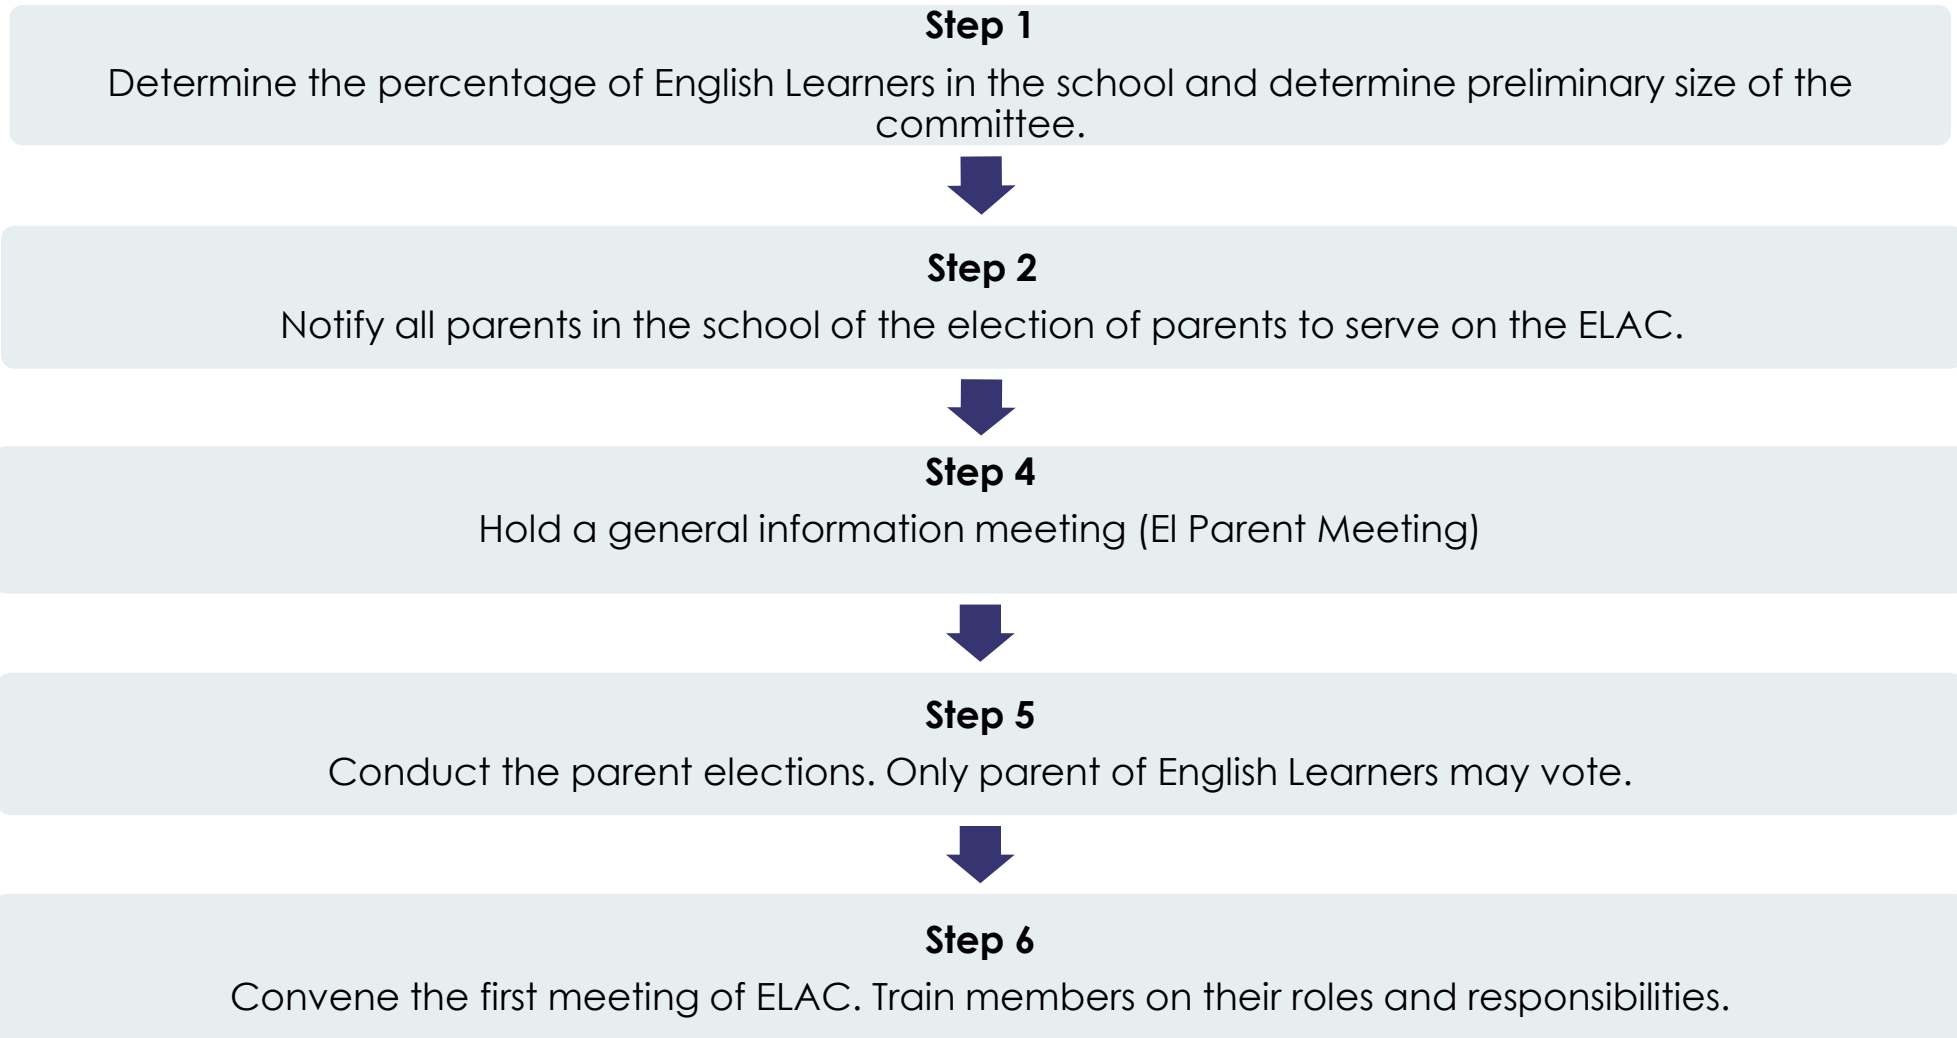 Step 1
Determine the percentage of English Learners in the school and determine preliminary size of the
committee.
Step 2
Notify all parents in the school of the election of parents to serve on the ELAC.
Step 4
Hold a general information meeting (El Parent Meeting)
Step 5
Conduct the parent elections. Only parent of English Learners may vote.
Step 6
Convene the first meeting of ELAC. Train members on their roles and responsibilities.